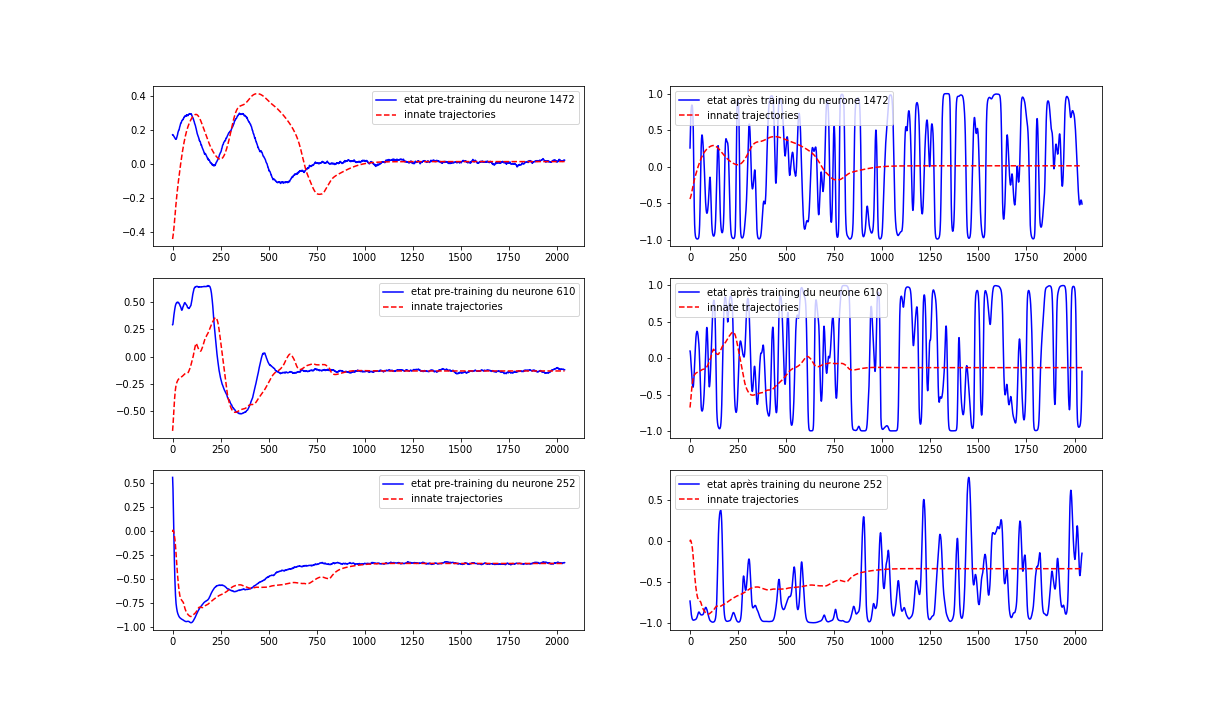 etat pre-training du neurone 1472
innate trajectories
0.4
0.2
0.0
−0.2
−0.4
0 250 500 750 1000 1250 1500 1750 2000
etat après training du neurone 1472
innate trajectories
1.0
0.5
0.0
−0.5
−1.0
0 250 500 750 1000 1250 1500 1750 2000
etat pre-training du neurone 610
innate trajectories
0.50
0.25
0.00
−0.25
−0.50
0 250 500 750 1000 1250 1500 1750 2000
etat après training du neurone 610
innate trajectories
1.0
0.5
0.0
−0.5
−1.0
0 250 500 750 1000 1250 1500 1750 2000
etat pre-training du neurone 252
innate trajectories
0.50
0.25
0.00
−0.25
−0.50
−0.75
−1.00
0 250 500 750 1000 1250 1500 1750 2000
etat après training du neurone 252
innate trajectories
0.5
0.0
−0.5
−1.0
0 250 500 750 1000 1250 1500 1750 2000